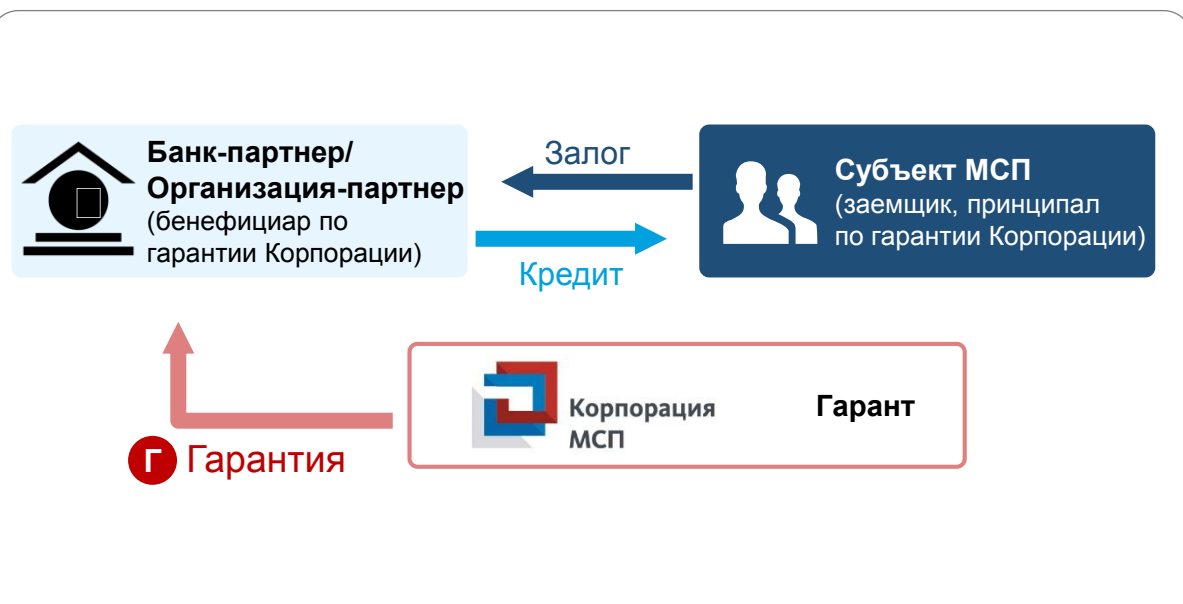 Банк-партнер/
Организация-партнер
(бенефициар по
гарантии Корпорации)
Залог
Кредит
Субъект МСП
(заемщик, принципал
по гарантии Корпорации)
Корпорация
МСП
Гарант
Г Гарантия